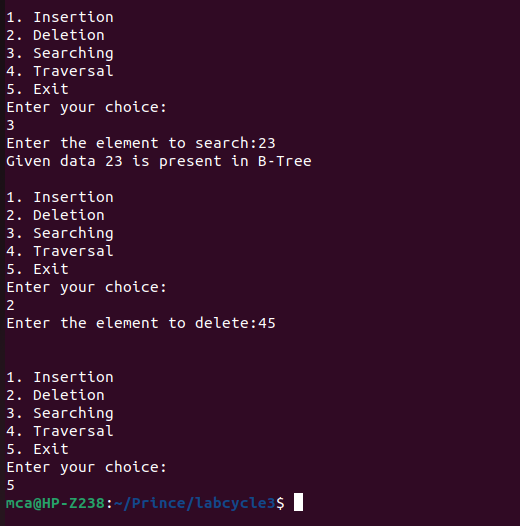 1. Insertion
2. Deletion
3. Searching
4. Traversal
5. Exit
Enter your choice:
3
Enter the element to search:23
Given data 23 is present in B-Tree
1. Insertion
2. Deletion
3. Searching
4. Traversal
5. Exit
Enter your choice:
2
Enter the element to delete:45
1. Insertion
2. Deletion
3. Searching
4. Traversal
5. Exit
Enter your choice:
5
mca@HP-Z238:~/Prince/labcycle3$